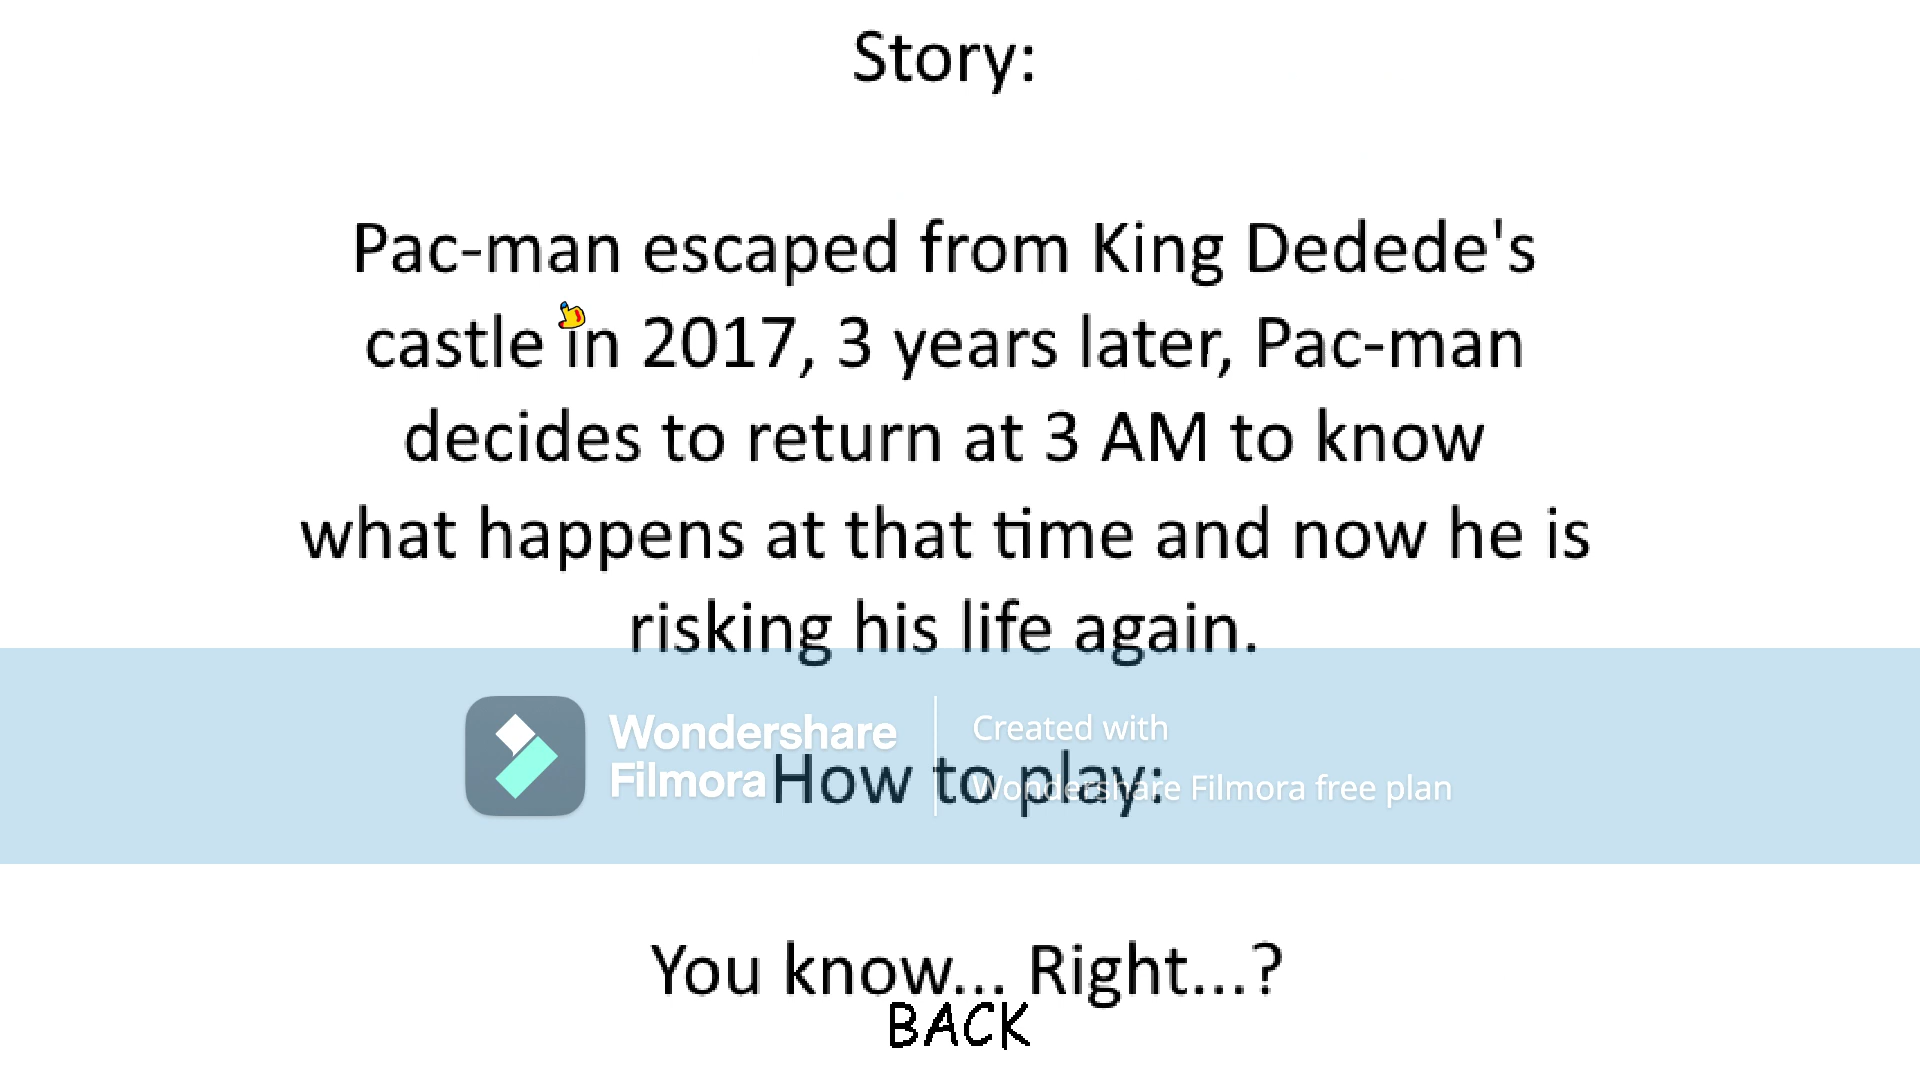 Story:
Pac-man escaped from King Dedede's
castle in 2017, 3 years later, Pac-man
decides to return at 3 AM to know
what happens at that time and now he is
risking his life again.
Wondershare
Filmora
Created with
Wondershare Filmora free plan
How to play:
You know... Right...?
BACK